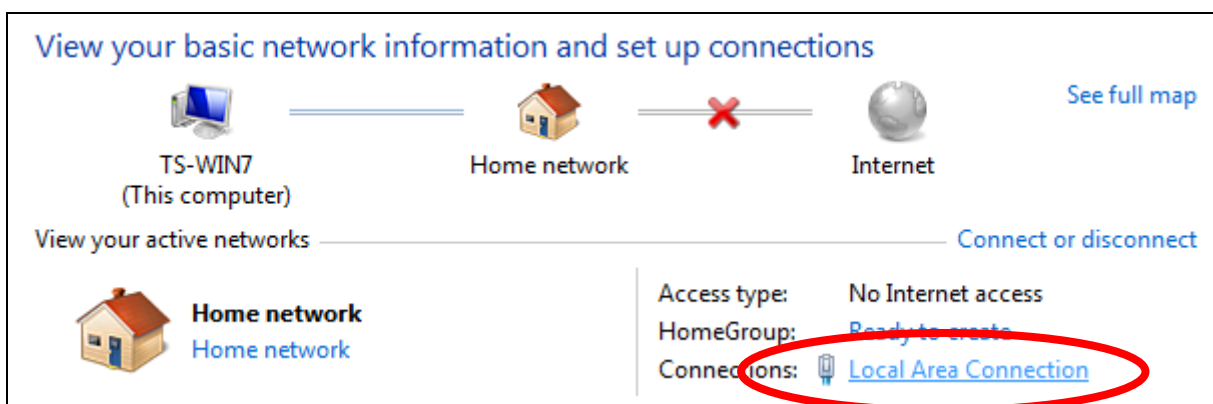 View your basic network information and set up connections
See full map
TS-WIN7
(This computer)
Home network
Internet
View your active networks
Connect or disconnect
Home network
Home network
Access type: No Internet access
HomeGroup: Ready to create
Connections: Local Area Connection